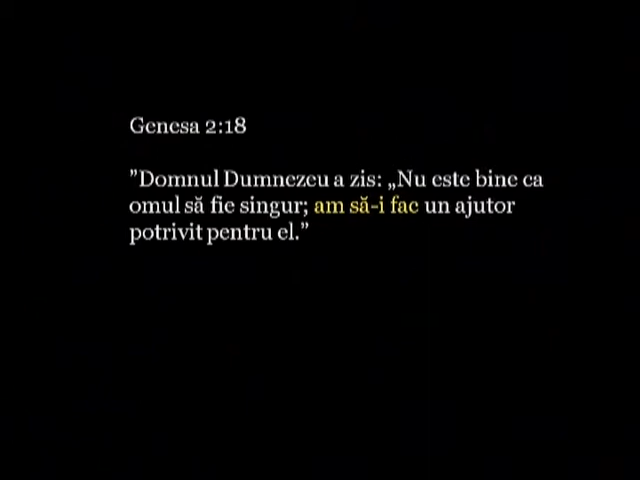 Genesa 2:18
”Domnul Dumnezeu a zis: „Nu este bine ca
omul să fie singur; am să-i fac un ajutor
potrivit pentru el.”